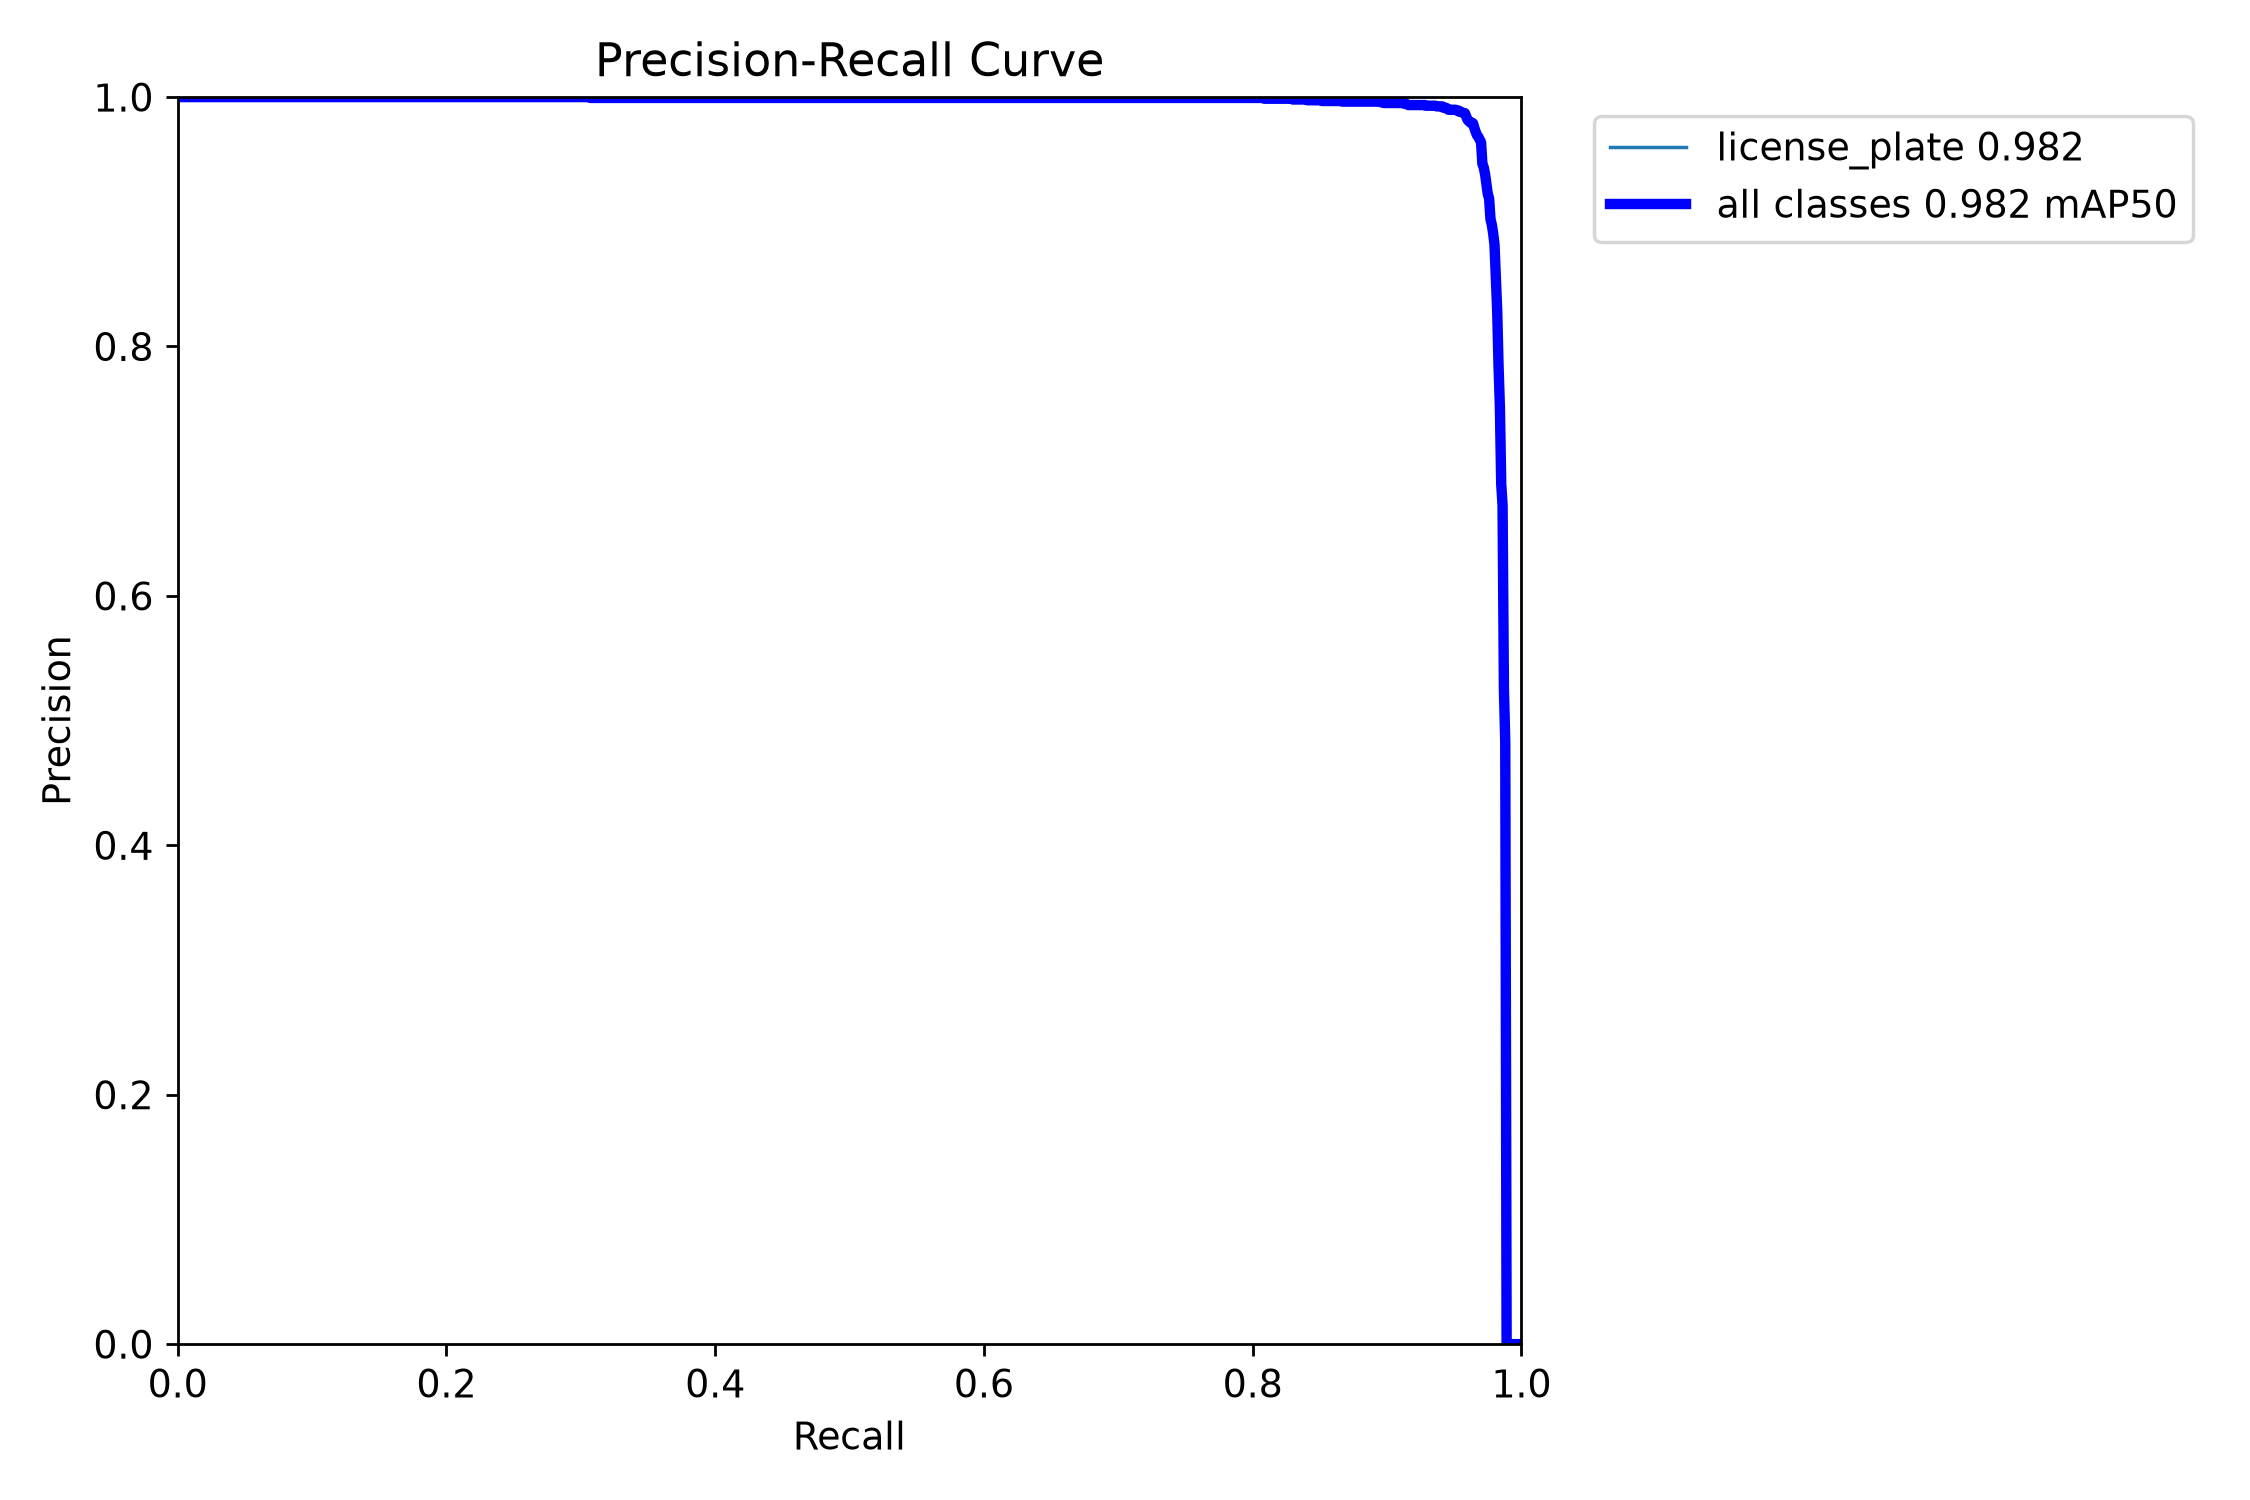 Precision-Recall Curve
1.0
0.8
0.6
0.4
0.2
0.0
Precision
0.0 0.2 0.4 0.6 0.8 1.0
Recall
license_plate 0.982
all classes 0.982 mAP50